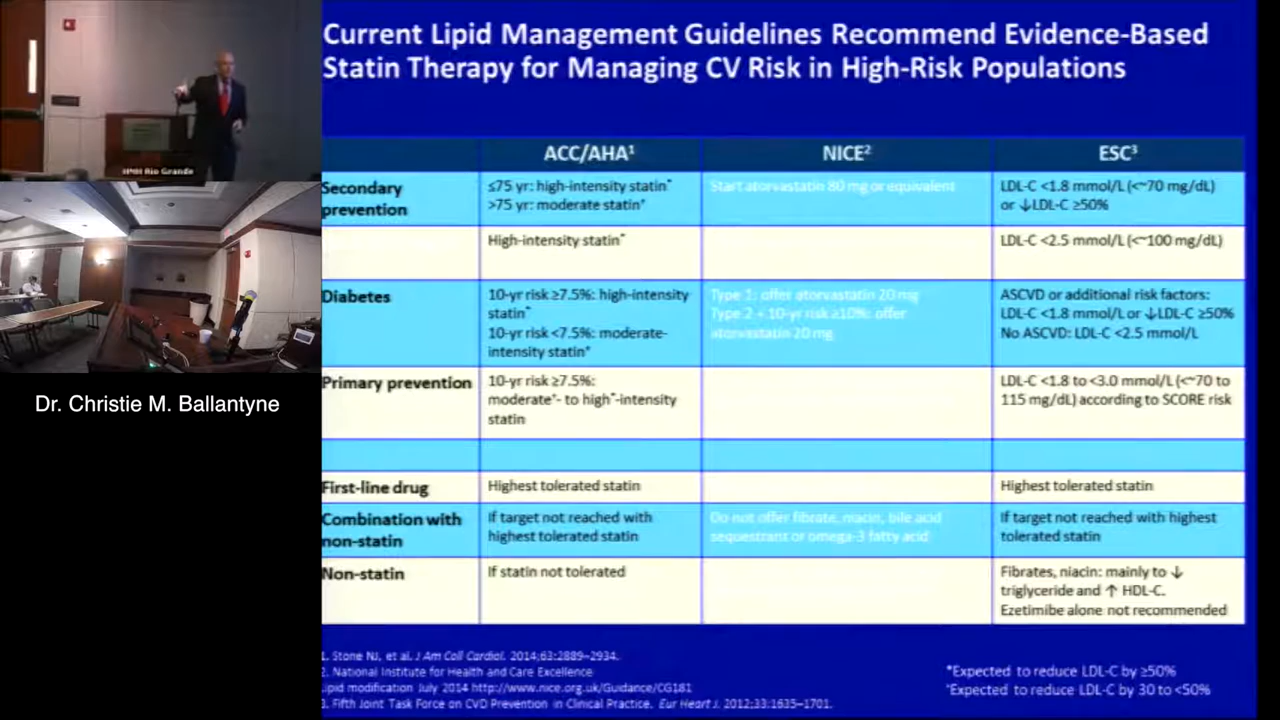 Current Lipid Management Guidelines Recommend Evidence-Based
Statin Therapy for Managing CV Risk in High-Risk Populations
ACC/AHA¹
NICE²
ESC³
Secondary
prevention
≤75 yr: high-intensity statin*
>75 yr: moderate statin⁺
Start atorvastatin 80 mg or equivalent
LDL-C <1.8 mmol/L (<~70 mg/dL)
or ↓LDL-C ≥50%
High-intensity statin*
LDL-C <2.5 mmol/L (<~100 mg/dL)
Diabetes
10-yr risk ≥7.5%: high-intensity
statin*
10-yr risk <7.5%: moderate-
intensity statin⁺
Type 1: offer atorvastatin 20 mg
Type 2 + 10-yr risk ≥10%: offer
atorvastatin 20 mg
ASCVD or additional risk factors:
LDL-C <1.8 mmol/L or ↓LDL-C ≥50%
No ASCVD: LDL-C <2.5 mmol/L
Primary prevention
10-yr risk ≥7.5%:
moderate⁺- to high*-intensity
statin
LDL-C <1.8 to <3.0 mmol/L (<~70 to
115 mg/dL) according to SCORE risk
First-line drug
Highest tolerated statin
Highest tolerated statin
Combination with
non-statin
If target not reached with
highest tolerated statin
Do not offer fibrate, niacin, bile acid
sequestrant or omega-3 fatty acid
If target not reached with highest
tolerated statin
Non-statin
If statin not tolerated
Fibrates, niacin: mainly to ↓
triglyceride and ↑ HDL-C.
Ezetimibe alone not recommended
1. Stone NJ, et al. J Am Coll Cardiol. 2014;63:2889–2934.
2. National Institute for Health and Care Excellence
Lipid modification July 2014 http://www.nice.org.uk/Guidance/CG181
3. Fifth Joint Task Force on CVD Prevention in Clinical Practice. Eur Heart J. 2012;33:1635–1701.
*Expected to reduce LDL-C by ≥50%
⁺Expected to reduce LDL-C by 30 to <50%
Rio Grande
Dr. Christie M. Ballantyne